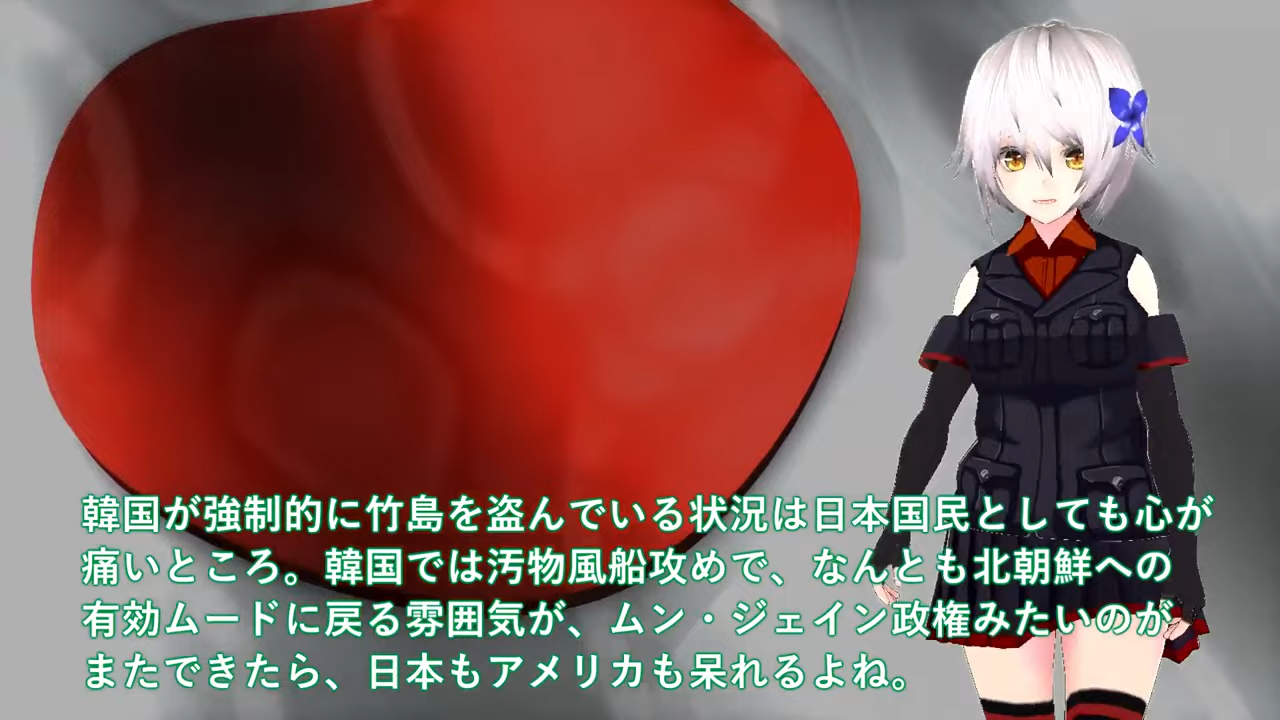 韓国が強制的に竹島を盗んでいる状況は日本国民としても心が
痛いところ。韓国では汚物風船攻めで、なんとも北朝鮮への
有効ムードに戻る雰囲気が、ムン・ジェイン政権みたいのが
またできたら、日本もアメリカも呆れるよね。